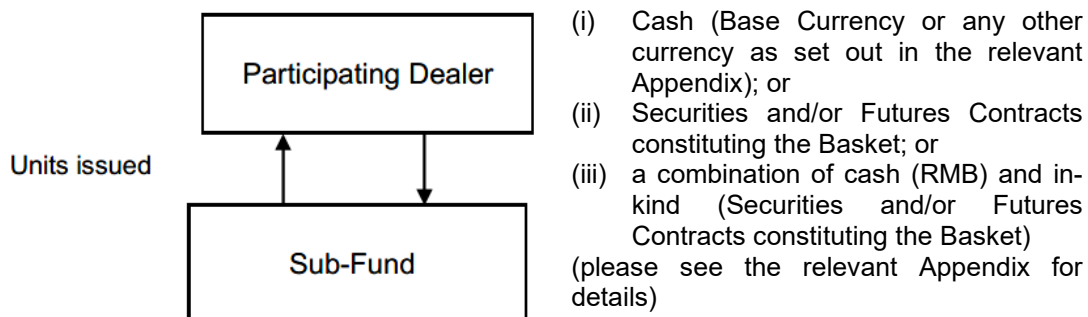 Participating Dealer
Units issued
Sub-Fund
(i) Cash (Base Currency or any other
currency as set out in the relevant
Appendix); or
(ii) Securities and/or Futures Contracts
constituting the Basket; or
(iii) a combination of cash (RMB) and in-
kind (Securities and/or Futures
Contracts constituting the Basket)
(please see the relevant Appendix for
details)